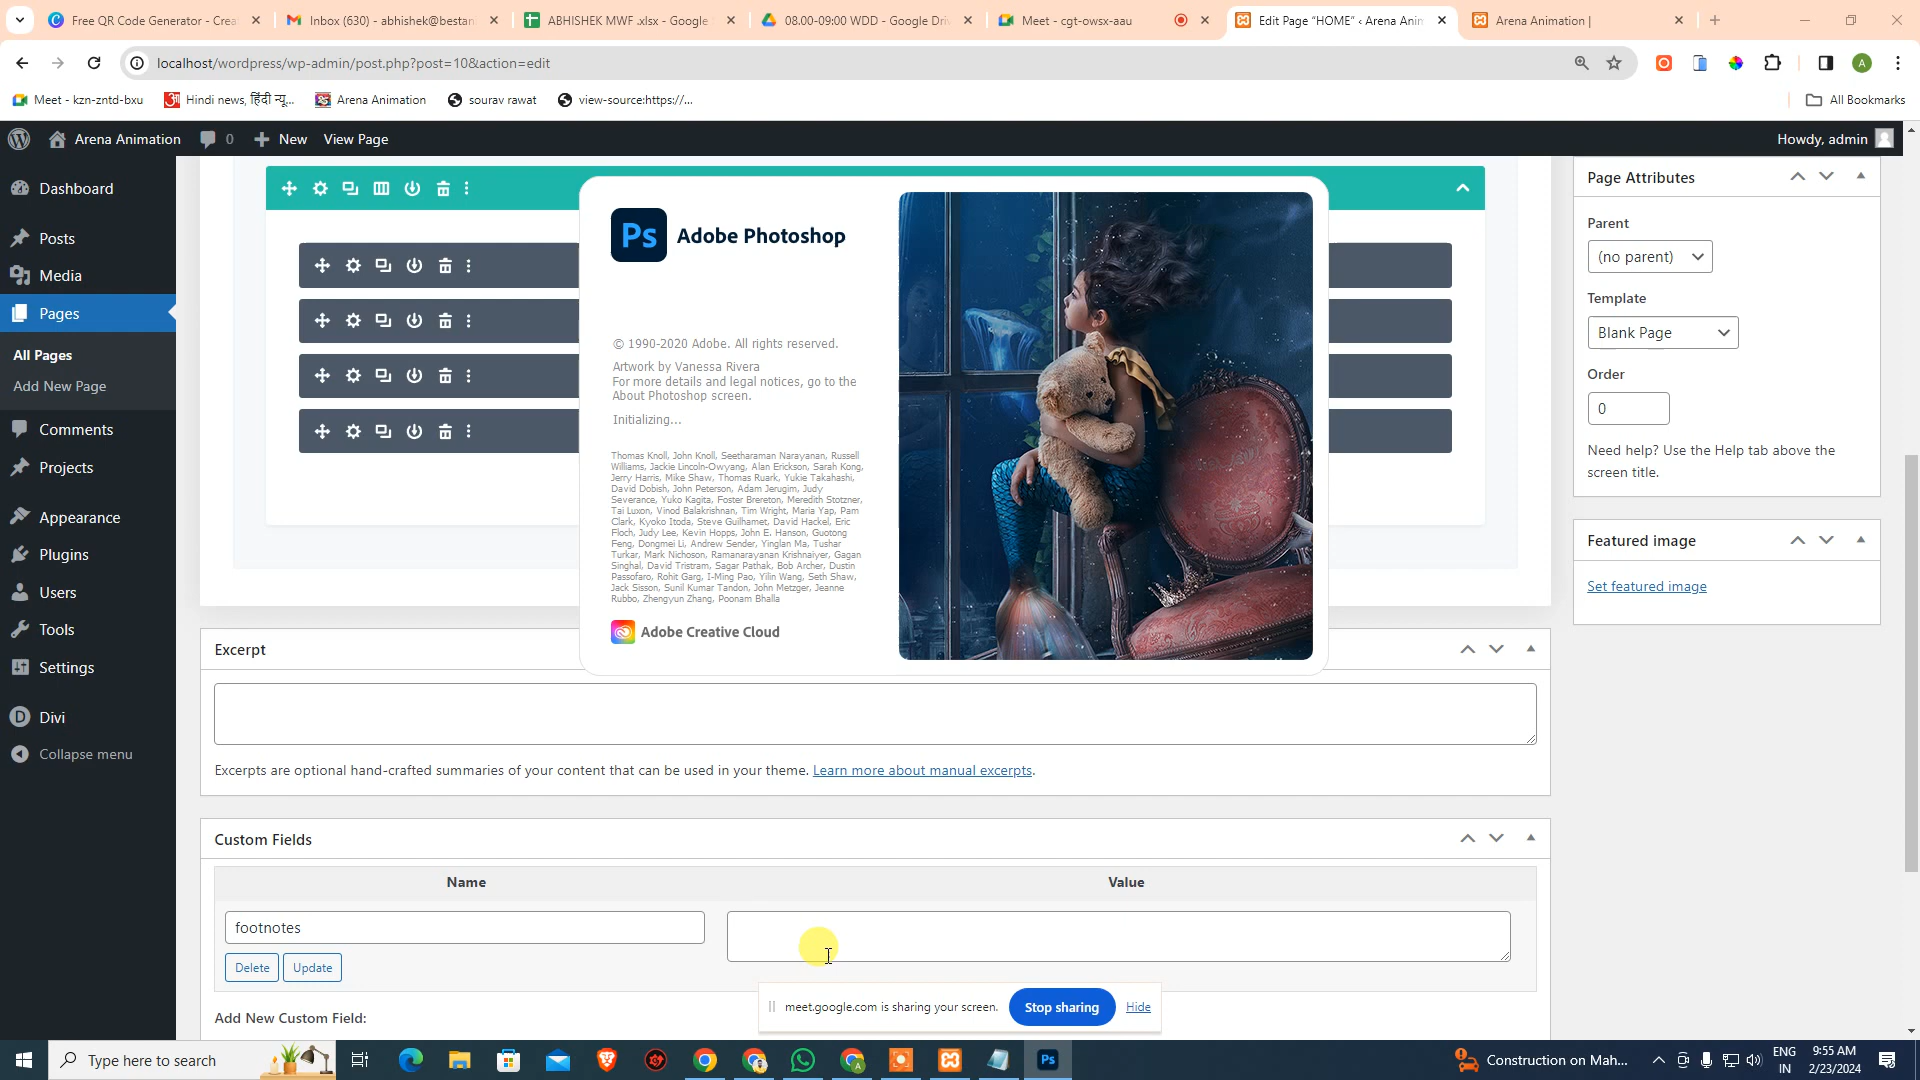 Free QR Code Generator - Crea
Inbox (630) - abhishek@bestan
ABHISHEK MWF .xlsx - Google
08.00-09:00 WDD - Google Dri
Meet - cgt-owsx-aau
Edit Page “HOME” ‹ Arena Anim
Arena Animation |
localhost/wordpress/wp-admin/post.php?post=10&action=edit
A
Meet - kzn-zntd-bxu
Hindi news, हिंदी न्यू...
Arena Animation
sourav rawat
view-source:https://...
All Bookmarks
Arena Animation
0
New
View Page
Howdy, admin
Dashboard
Posts
Media
Pages
All Pages
Add New Page
Comments
Projects
Appearance
Plugins
Users
Tools
Settings
Divi
Collapse menu
Ps
Adobe Photoshop
© 1990-2020 Adobe. All rights reserved.
Artwork by Vanessa Rivera
For more details and legal notices, go to the
About Photoshop screen.
Initializing...
Thomas Knoll, John Knoll, Seetharaman Narayanan, Russell
Williams, Jackie Lincoln-Owyang, Alan Erickson, Sarah Kong,
Jerry Harris, Mike Shaw, Thomas Ruark, Yukie Takahashi,
David Dobish, John Peterson, Adam Jerugim, Judy
Severance, Yuko Kagita, Foster Brereton, Meredith Stotzner,
Tai Luxon, Vinod Balakrishnan, Tim Wright, Maria Yap, Pam
Clark, Kyoko Itoda, Steve Guilhamet, David Hackel, Eric
Floch, Judy Lee, Kevin Hopps, John E. Hanson, Guotong
Feng, Dongmei Li, Andrew Sender, Yinglan Ma, Tushar
Turkar, Mark Nichoson, Ramanarayanan Krishnaiyer, Gagan
Singhal, David Tristram, Sagar Pathak, Bob Archer, Dustin
Passofaro, Rohit Garg, I-Ming Pao, Yilin Wang, Seth Shaw,
Jack Sisson, Sunil Kumar Tandon, John Metzger, Jeanne
Rubbo, Zhengyun Zhang, Poonam Bhalla
Adobe Creative Cloud
Page Attributes
Parent
(no parent)
Template
Blank Page
Order
0
Need help? Use the Help tab above the
screen title.
Featured image
Set featured image
Excerpt
Excerpts are optional hand-crafted summaries of your content that can be used in your theme. Learn more about manual excerpts.
Custom Fields
Name
Value
footnotes
Delete
Update
Add New Custom Field:
meet.google.com is sharing your screen.
Stop sharing
Hide
Type here to search
Ps
Construction on Mah...
ENG
IN
9:55 AM
2/23/2024